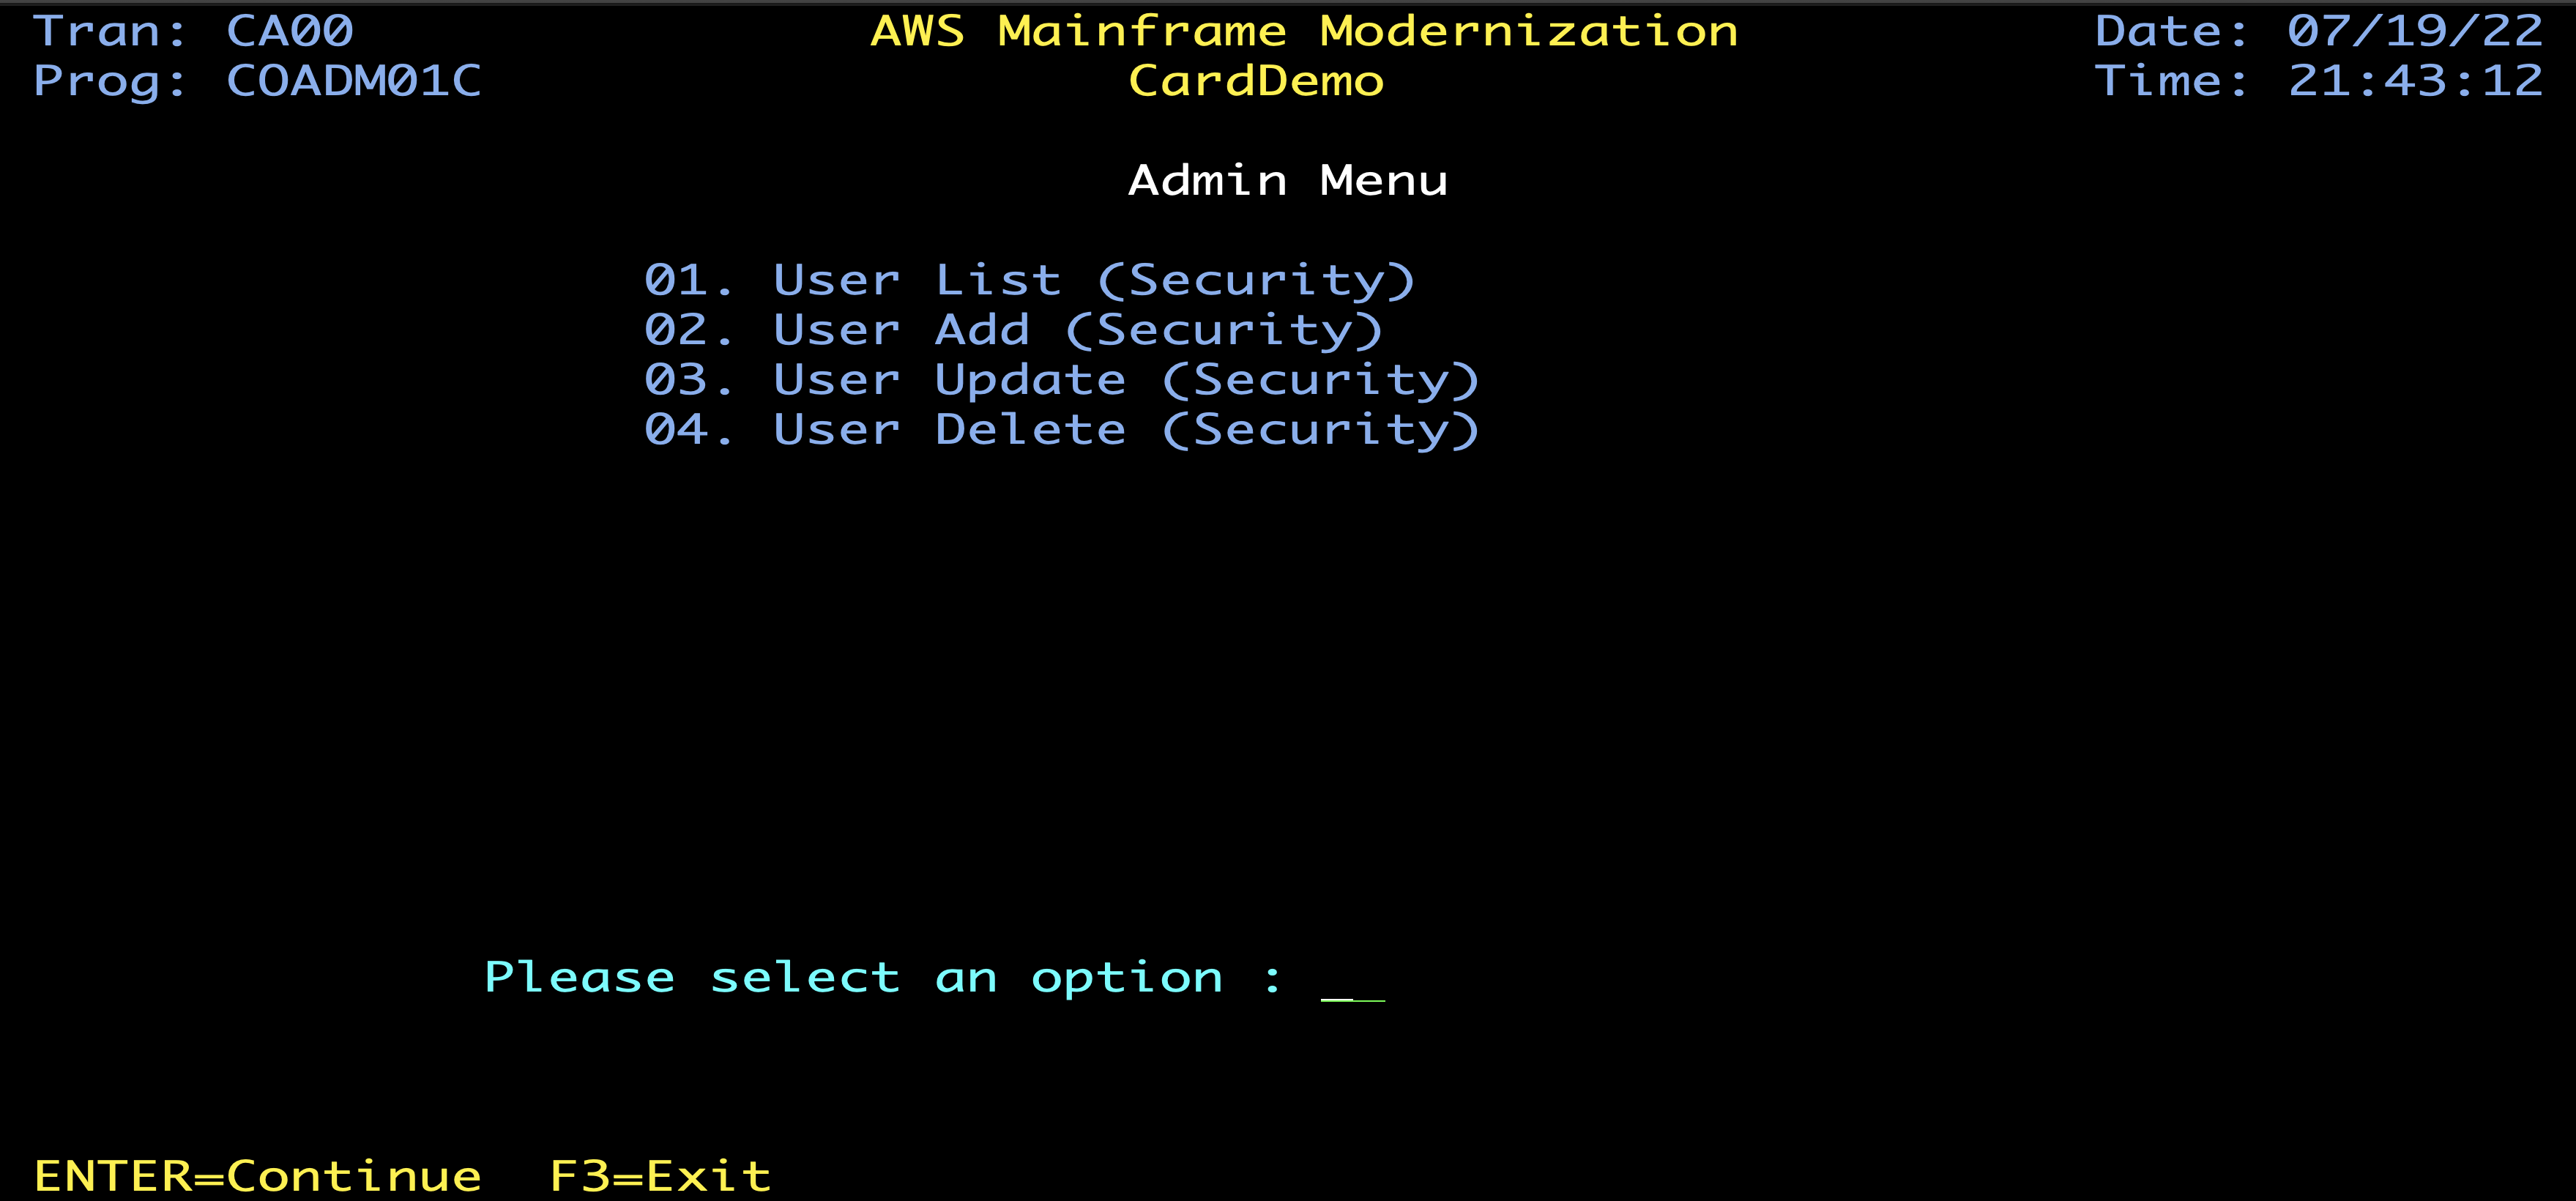 Tran: CA00 AWS Mainframe Modernization Date: 07/19/22
Prog: COADM01C CardDemo Time: 21:43:12
Admin Menu
01. User List (Security)
02. User Add (Security)
03. User Update (Security)
04. User Delete (Security)
Please select an option : __
ENTER=Continue F3=Exit